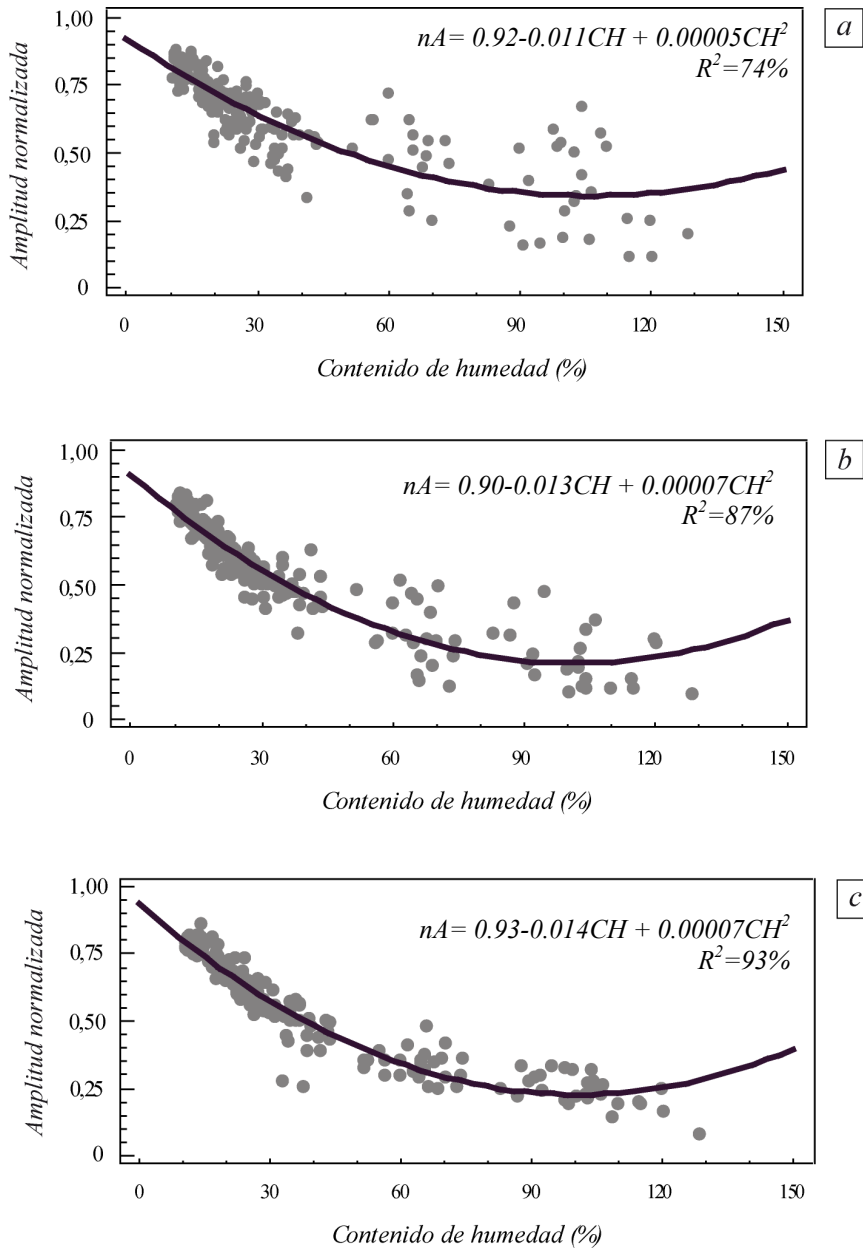 nA= 0.92-0.011CH + 0.00005CH²
R²=74%
a
Amplitud normalizada
1,00
0,75
0,50
0,25
0
0 30 60 90 120 150
Contenido de humedad (%)
nA= 0.90-0.013CH + 0.00007CH²
R²=87%
b
Amplitud normalizada
1,00
0,75
0,50
0,25
0
0 30 60 90 120 150
Contenido de humedad (%)
nA= 0.93-0.014CH + 0.00007CH²
R²=93%
c
Amplitud normalizada
1,00
0,75
0,50
0,25
0
0 30 60 90 120 150
Contenido de humedad (%)